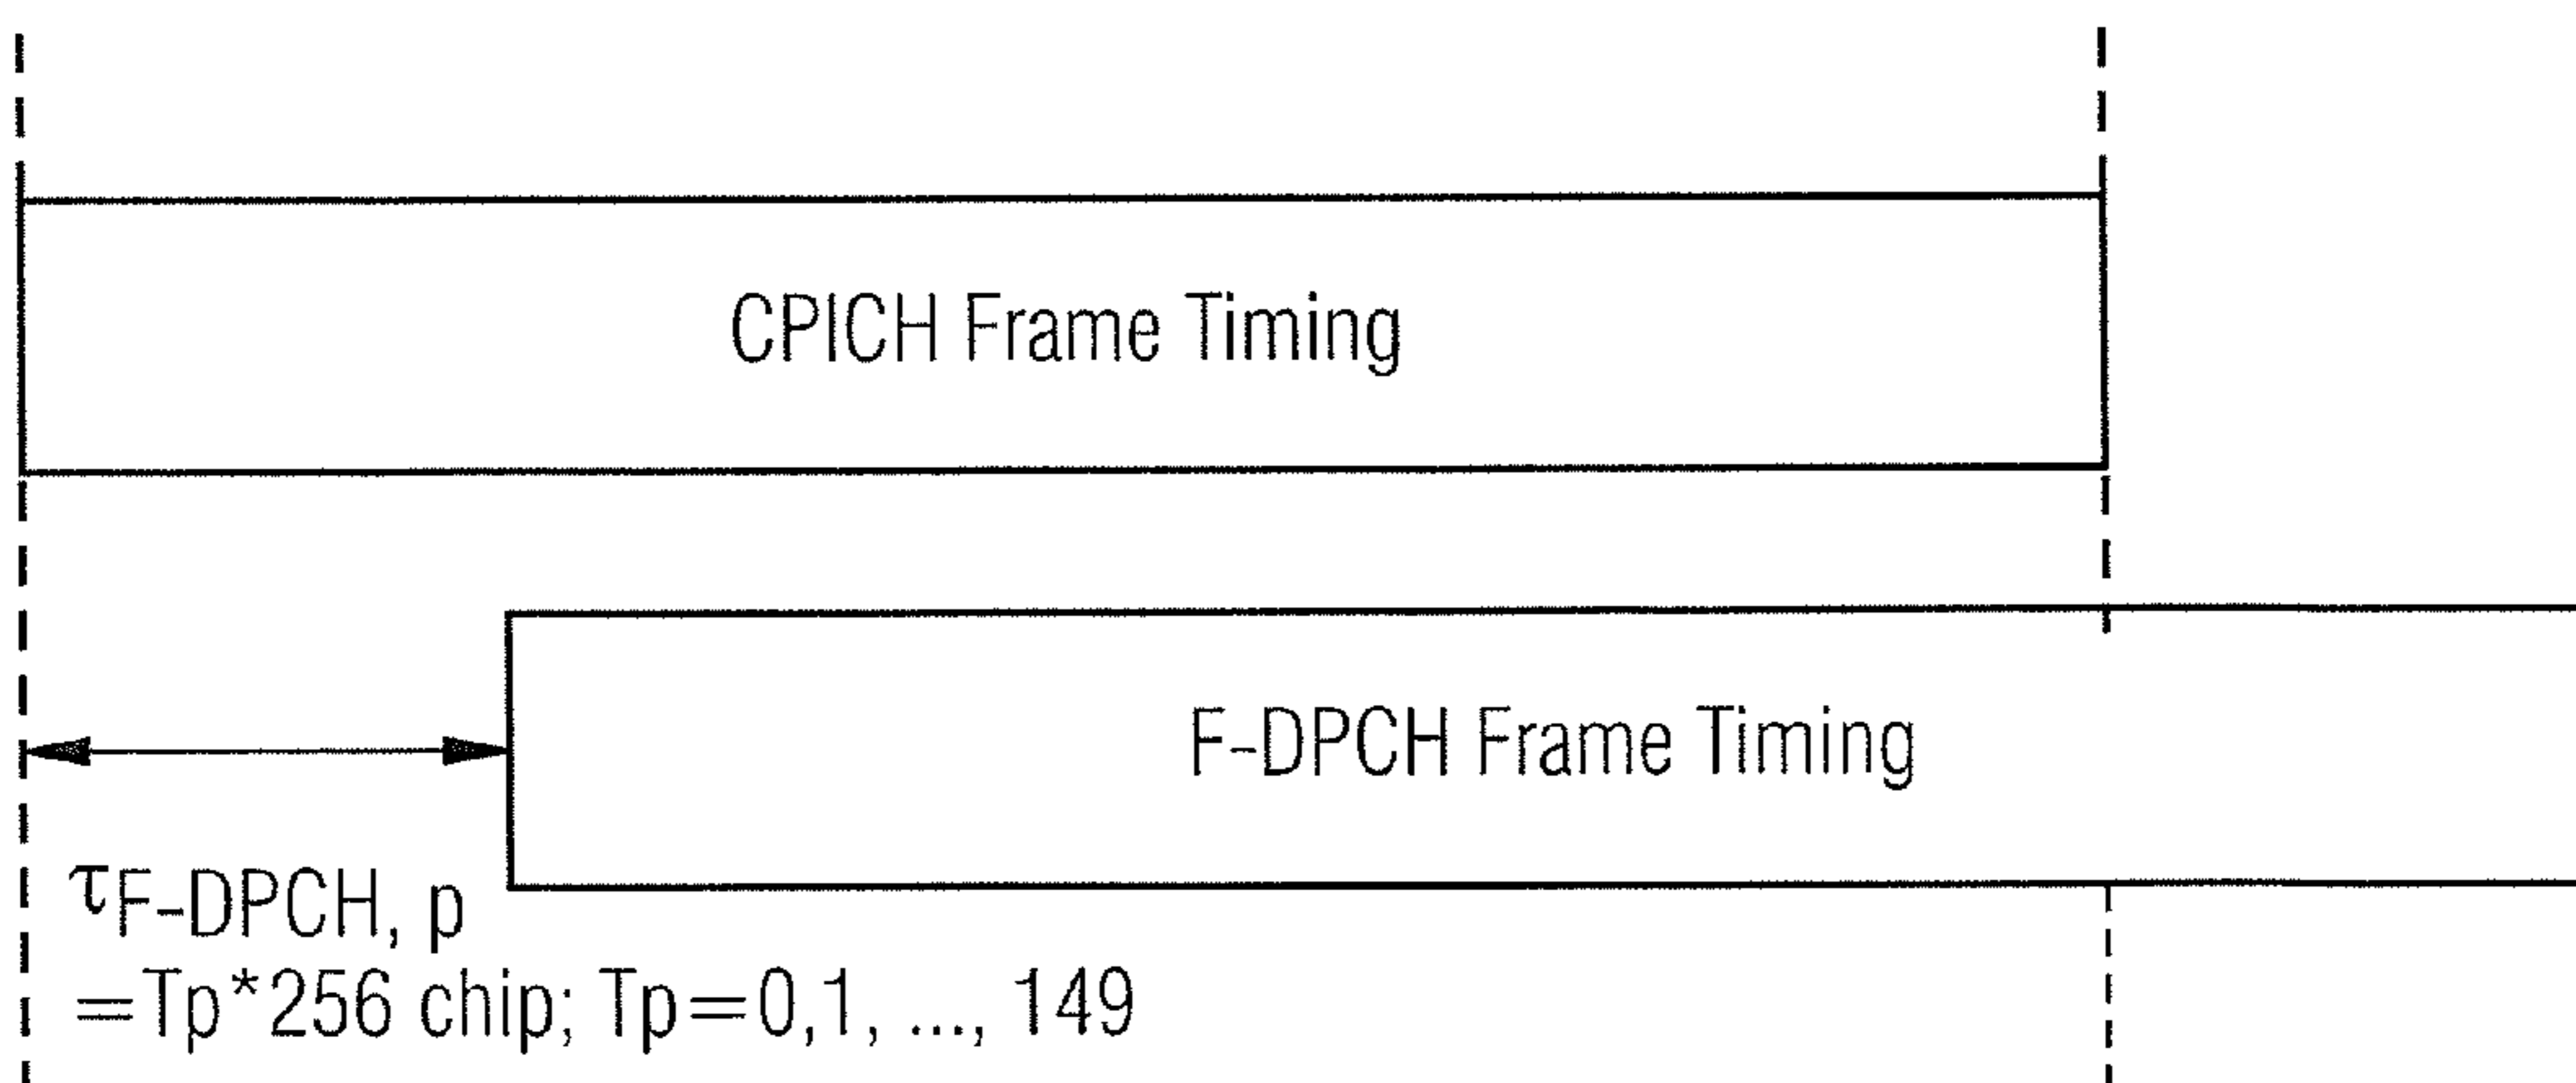 CPICH Frame Timing
F-DPCH Frame Timing
τF-DPCH, p
=Tp*256 chip; Tp=0,1, ..., 149